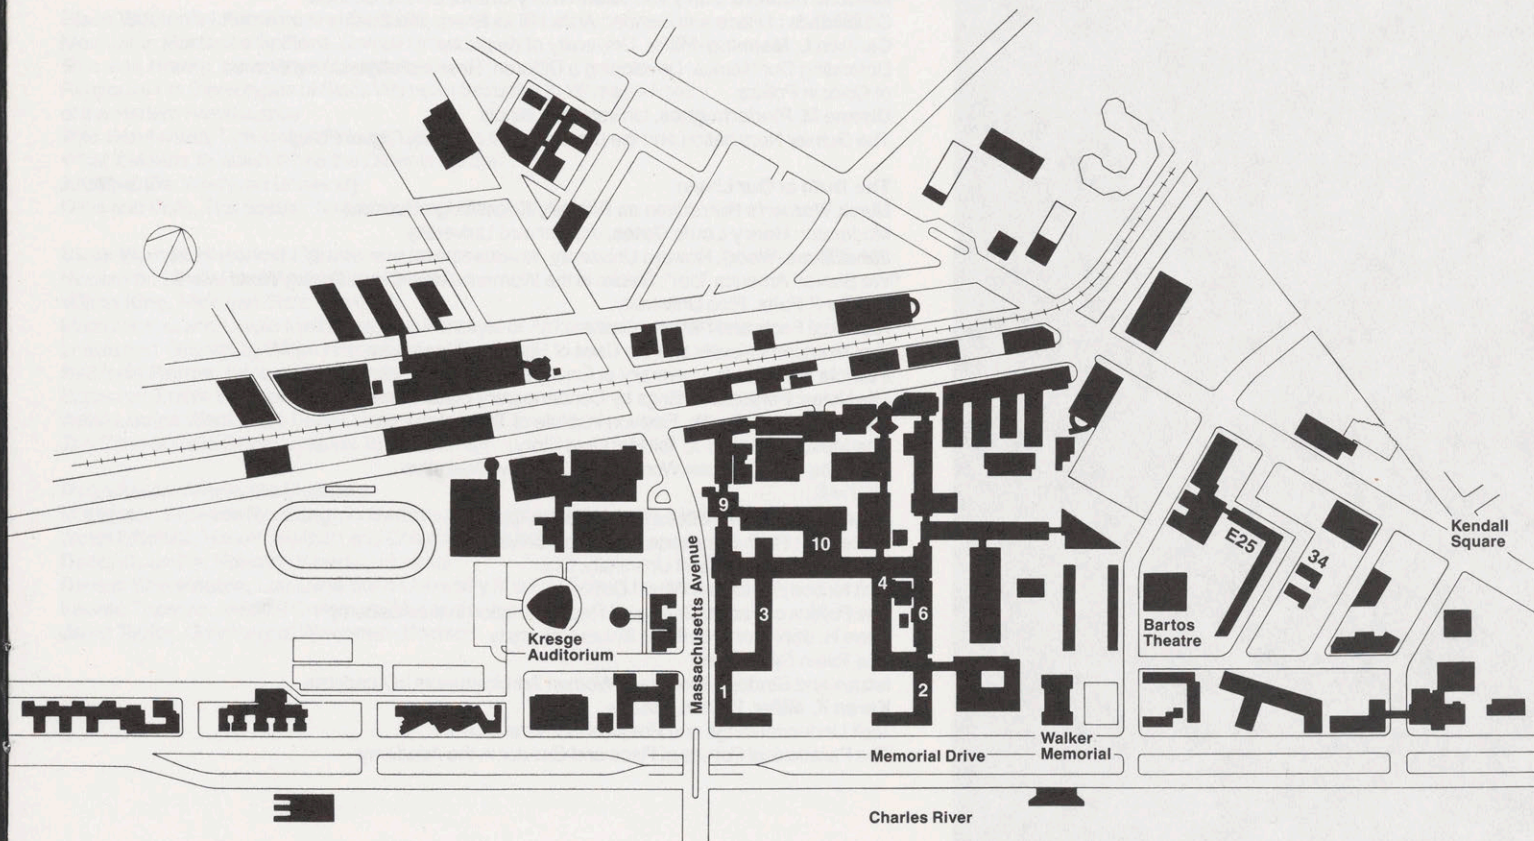 Kendall
Square
E25
34
9
10
Massachusetts Avenue
4
3
6
Bartos
Theatre
Kresge
Auditorium
1
2
Walker
Memorial
Memorial Drive
Charles River